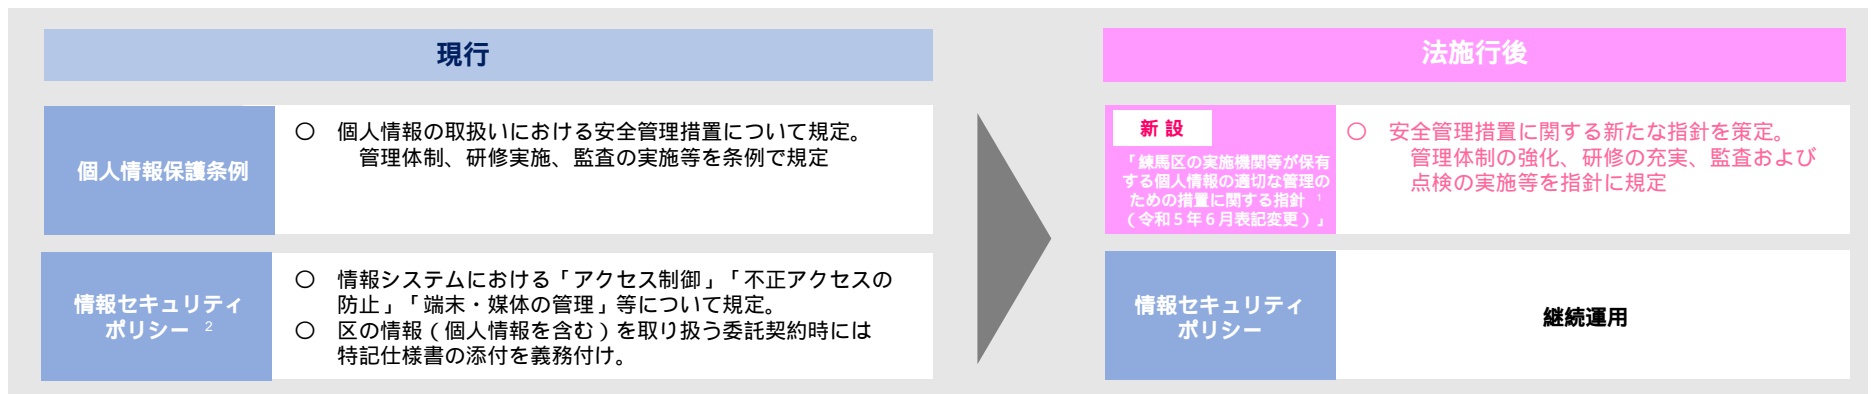 現行
個人情報保護条例
○　個人情報の取扱いにおける安全管理措置について規定。
管理体制、研修実施、監査の実施等を条例で規定
情報セキュリティ
ポリシー 2
○　情報システムにおける「アクセス制御」「不正アクセスの
防止」「端末・媒体の管理」等について規定。
○　区の情報(個人情報を含む)を取り扱う委託契約時には
特記仕様書の添付を義務付け。
法施行後
新設
「練馬区の実施機関等が保有
する個人情報の適切な管理の
ための措置に関する指針 1
(令和5年6月表記変更)」
○　安全管理措置に関する新たな指針を策定。
管理体制の強化、研修の充実、監査および
点検の実施等を指針に規定
情報セキュリティ
ポリシー
継続運用